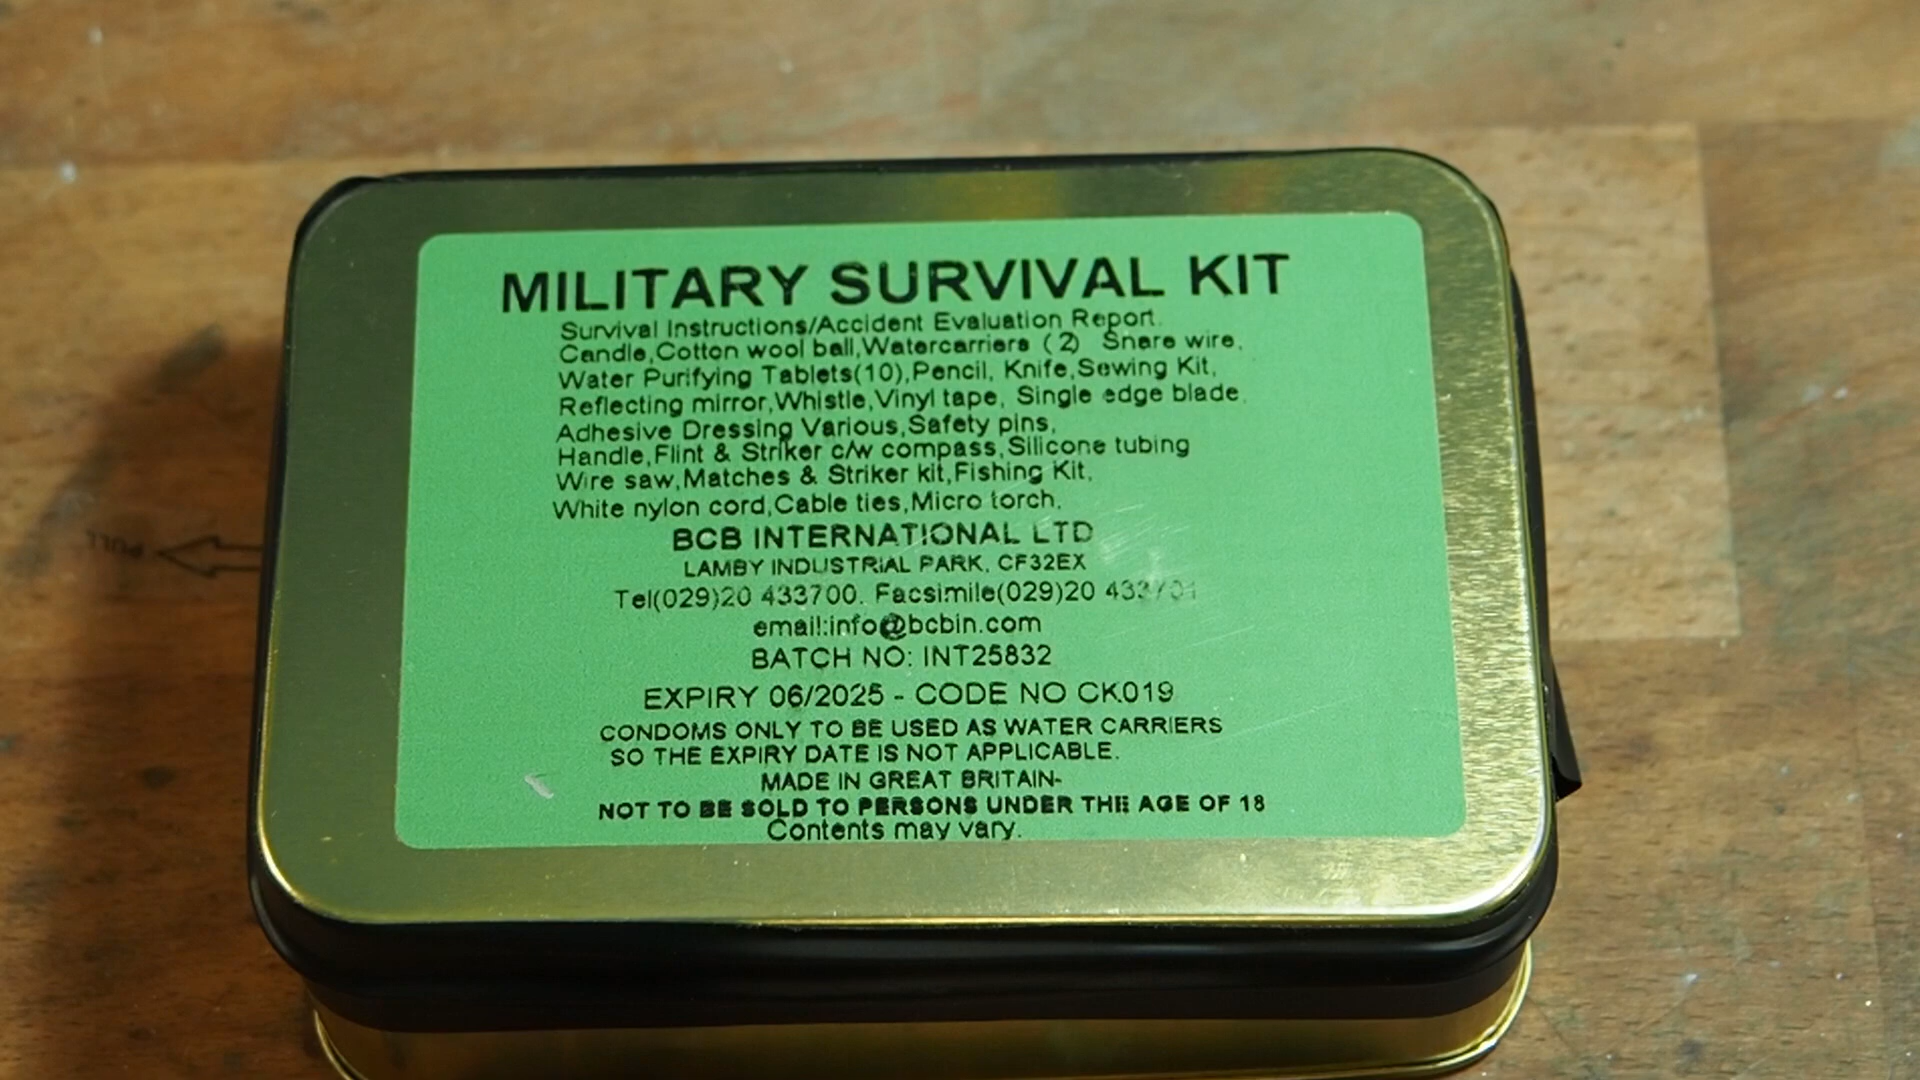 MILITARY SURVIVAL KIT
Survival Instructions/Accident Evaluation Report.
Candle,Cotton wool ball,Watercarriers (2) Snare wire,
Water Purifying Tablets(10),Pencil, Knife,Sewing Kit,
Reflecting mirror,Whistle,Vinyl tape, Single edge blade,
Adhesive Dressing Various,Safety pins,
Handle,Flint & Striker c/w compass,Silicone tubing
Wire saw,Matches & Striker kit,Fishing Kit,
White nylon cord,Cable ties,Micro torch,
BCB INTERNATIONAL LTD
LAMBY INDUSTRIAL PARK, CF32EX
Tel(029)20 433700. Facsimile(029)20 433701
email:info@bcbin.com
BATCH NO: INT25832
EXPIRY 06/2025 - CODE NO CK019
CONDOMS ONLY TO BE USED AS WATER CARRIERS
SO THE EXPIRY DATE IS NOT APPLICABLE.
MADE IN GREAT BRITAIN-
NOT TO BE SOLD TO PERSONS UNDER THE AGE OF 18
Contents may vary.
PULL